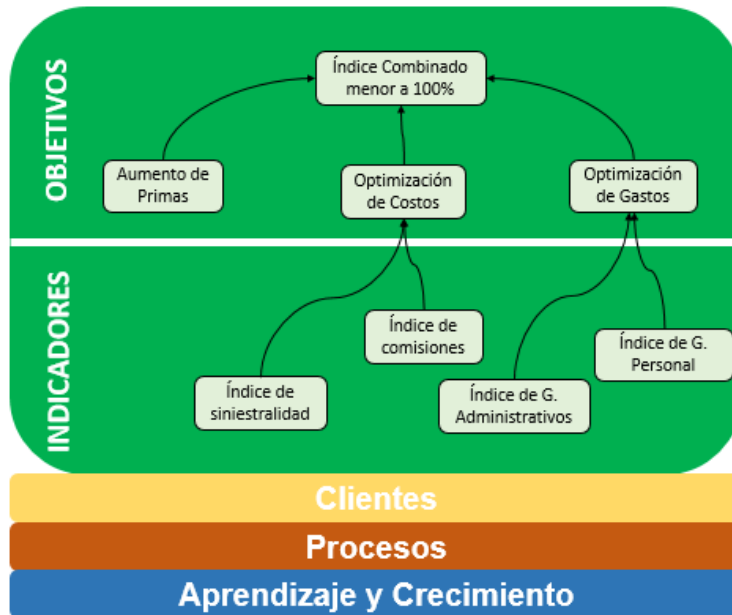 OBJETIVOS
Índice Combinado
menor a 100%
Aumento de
Primas
Optimización
de Costos
Optimización
de Gastos
INDICADORES
Índice de
comisiones
Índice de G.
Personal
Índice de
siniestralidad
Índice de G.
Administrativos
Clientes
Procesos
Aprendizaje y Crecimiento